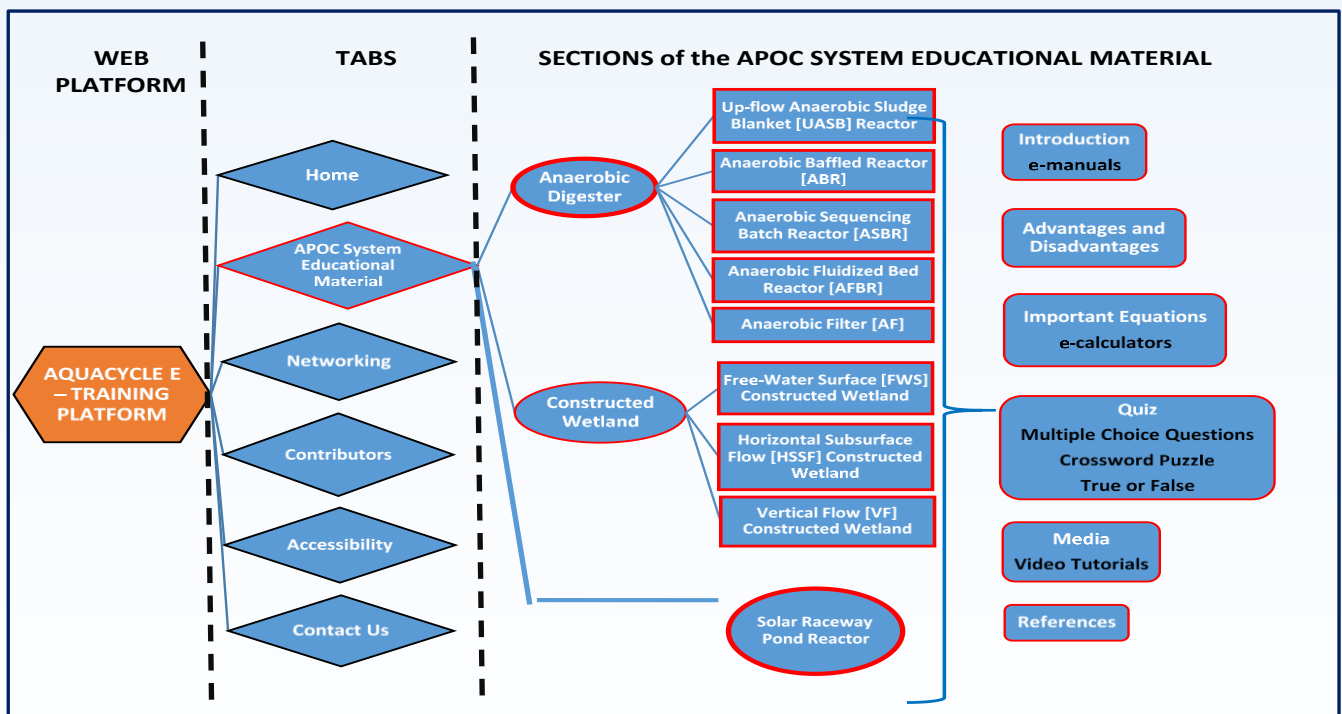 WEB
PLATFORM
TABS
SECTIONS of the APOC SYSTEM EDUCATIONAL MATERIAL
AQUACYCLE E
–TRAINING
PLATFORM
Home
APOC System
Educational
Material
Networking
Contributors
Accessibility
Contact Us
Anaerobic
Digester
Constructed
Wetland
Solar Raceway
Pond Reactor
Up-flow Anaerobic Sludge
Blanket [UASB] Reactor
Anaerobic Baffled Reactor
[ABR]
Anaerobic Sequencing
Batch Reactor [ASBR]
Anaerobic Fluidized Bed
Reactor [AFBR]
Anaerobic Filter [AF]
Free-Water Surface [FWS]
Constructed Wetland
Horizontal Subsurface
Flow [HSSF] Constructed
Wetland
Vertical Flow [VF]
Constructed Wetland
Introduction
e-manuals
Advantages and
Disadvantages
Important Equations
e-calculators
Quiz
Multiple Choice Questions
Crossword Puzzle
True or False
Media
Video Tutorials
References